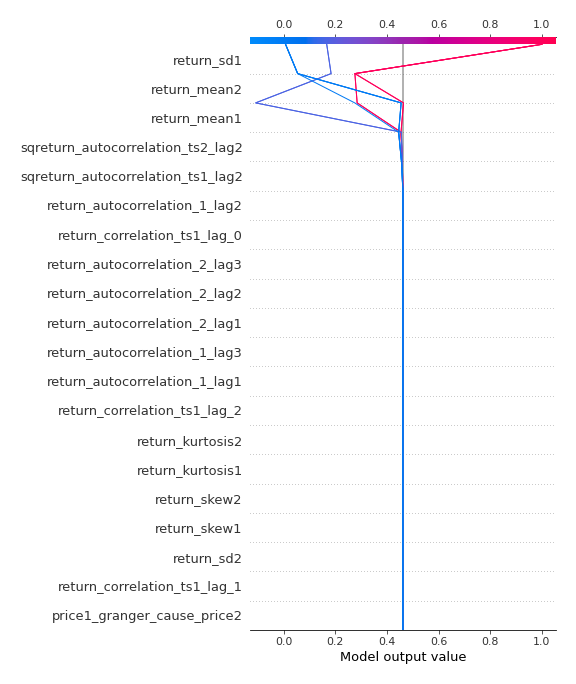 0.0 0.2 0.4 0.6 0.8 1.0
return_sd1
return_mean2
return_mean1
sqreturn_autocorrelation_ts2_lag2
sqreturn_autocorrelation_ts1_lag2
return_autocorrelation_1_lag2
return_correlation_ts1_lag_0
return_autocorrelation_2_lag3
return_autocorrelation_2_lag2
return_autocorrelation_2_lag1
return_autocorrelation_1_lag3
return_autocorrelation_1_lag1
return_correlation_ts1_lag_2
return_kurtosis2
return_kurtosis1
return_skew2
return_skew1
return_sd2
return_correlation_ts1_lag_1
price1_granger_cause_price2
0.0 0.2 0.4 0.6 0.8 1.0
Model output value